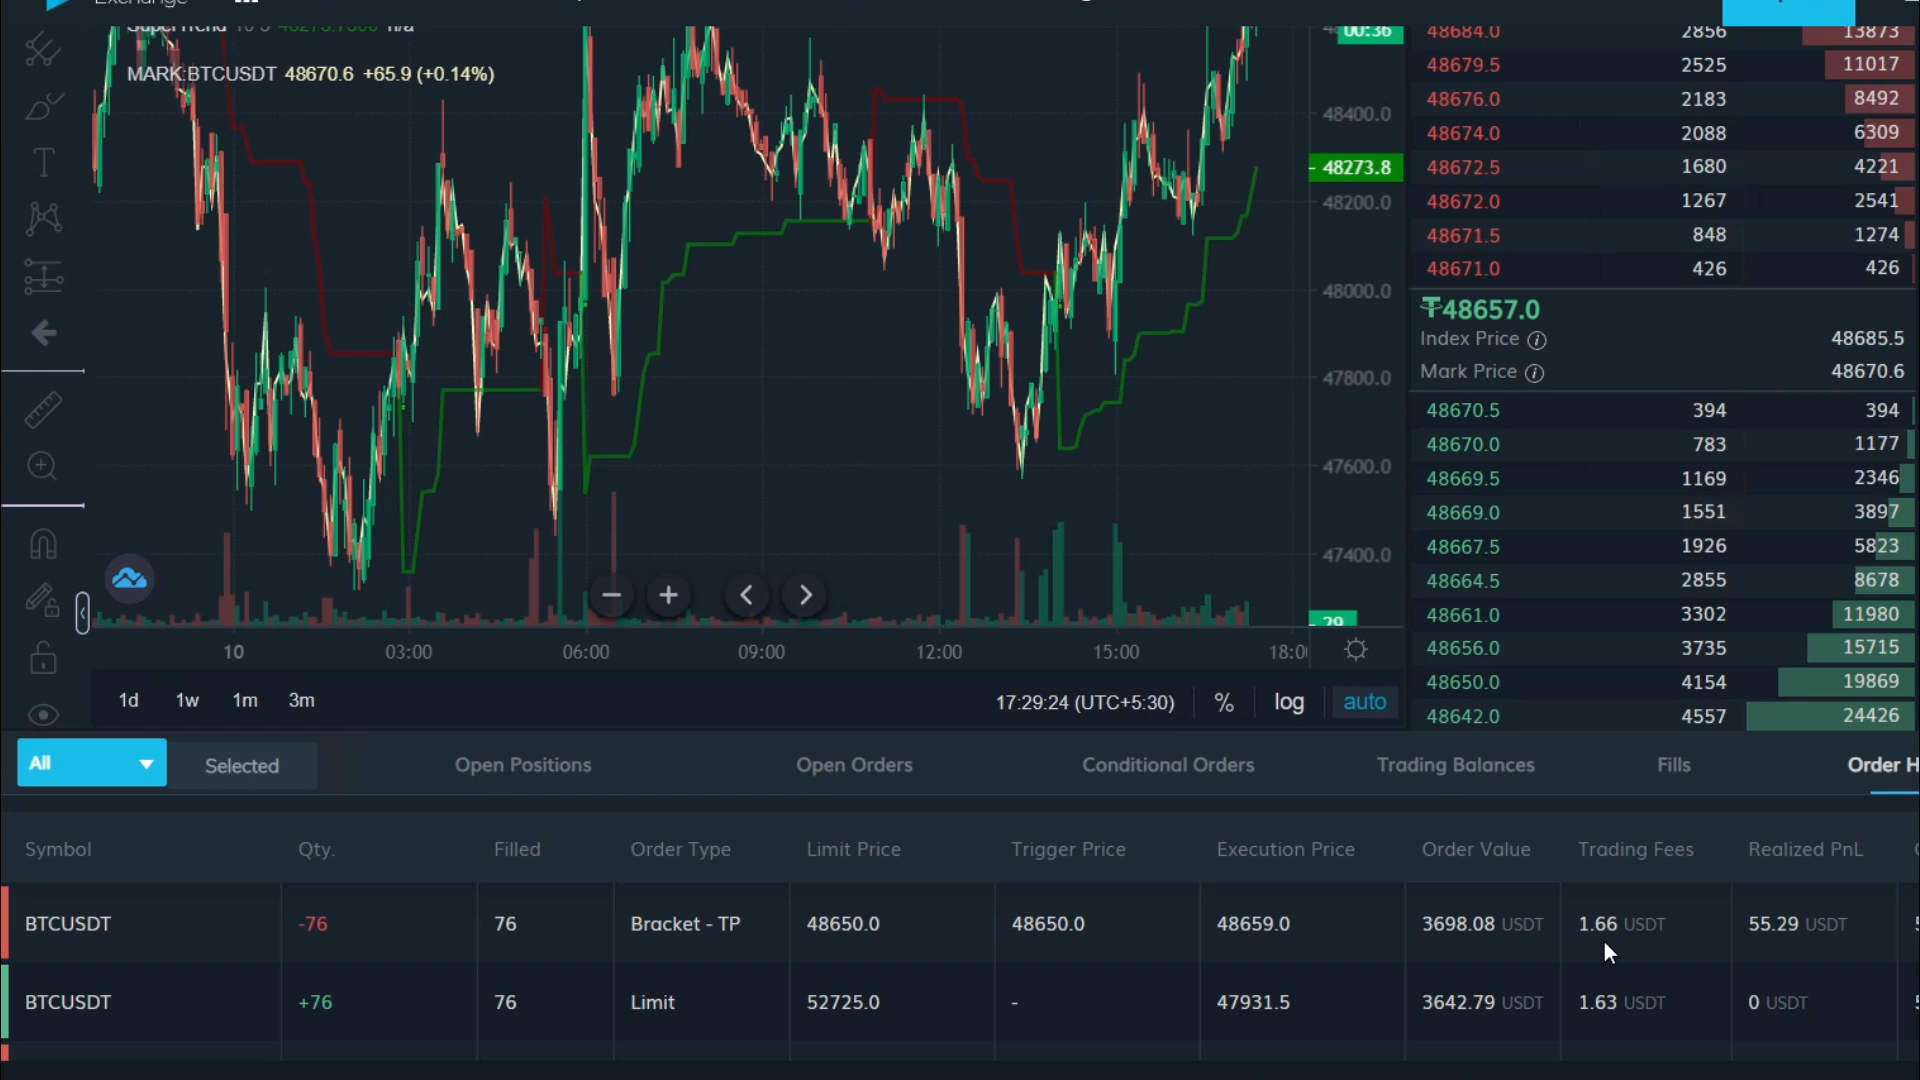 Exchange
SuperTrend 10 3 48273.7500 n/a
MARK:BTCUSDT 48670.6 +65.9 (+0.14%)
00:36
48400.0
48273.8
48200.0
48000.0
47800.0
47600.0
47400.0
29
10 03:00 06:00 09:00 12:00 15:00 18:0
1d 1w 1m 3m
17:29:24 (UTC+5:30) % log auto
48684.0 2856 13873
48679.5 2525 11017
48676.0 2183 8492
48674.0 2088 6309
48672.5 1680 4221
48672.0 1267 2541
48671.5 848 1274
48671.0 426 426
48657.0
Index Price 48685.5
Mark Price 48670.6
48670.5 394 394
48670.0 783 1177
48669.5 1169 2346
48669.0 1551 3897
48667.5 1926 5823
48664.5 2855 8678
48661.0 3302 11980
48656.0 3735 15715
48650.0 4154 19869
48642.0 4557 24426
All Selected Open Positions Open Orders Conditional Orders Trading Balances Fills Order H
Symbol Qty. Filled Order Type Limit Price Trigger Price Execution Price Order Value Trading Fees Realized PnL
BTCUSDT -76 76 Bracket - TP 48650.0 48650.0 48659.0 3698.08 USDT 1.66 USDT 55.29 USDT
BTCUSDT +76 76 Limit 52725.0 - 47931.5 3642.79 USDT 1.63 USDT 0 USDT